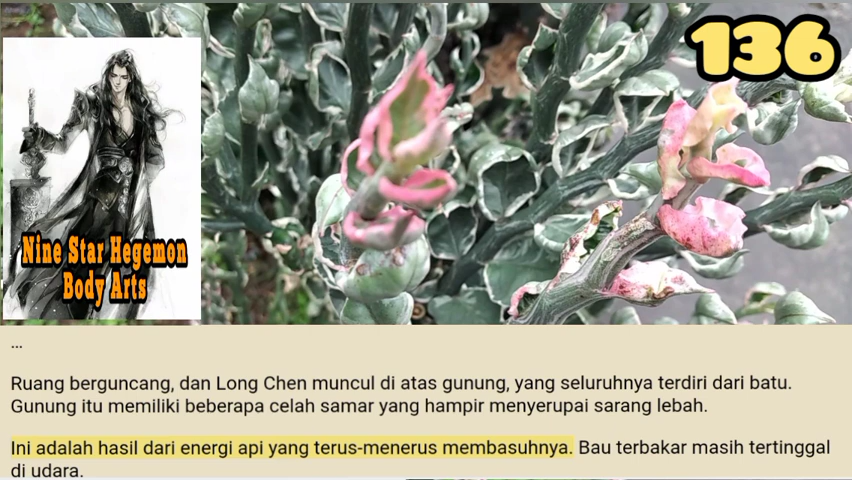 136
Nine Star Hegemon
Body Arts
...
Ruang berguncang, dan Long Chen muncul di atas gunung, yang seluruhnya terdiri dari batu.
Gunung itu memiliki beberapa celah samar yang hampir menyerupai sarang lebah.
Ini adalah hasil dari energi api yang terus-menerus membasuhnya. Bau terbakar masih tertinggal
di udara.